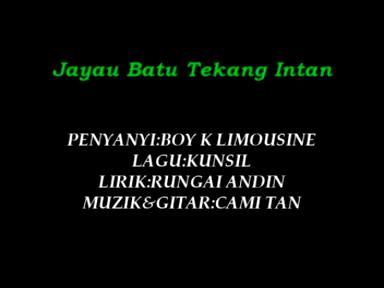 Jayau Batu Tekang Intan
PENYANYI:BOY K LIMOUSINE
LAGU:KUNSIL
LIRIK:RUNGAI ANDIN
MUZIK&GITAR:CAMI TAN